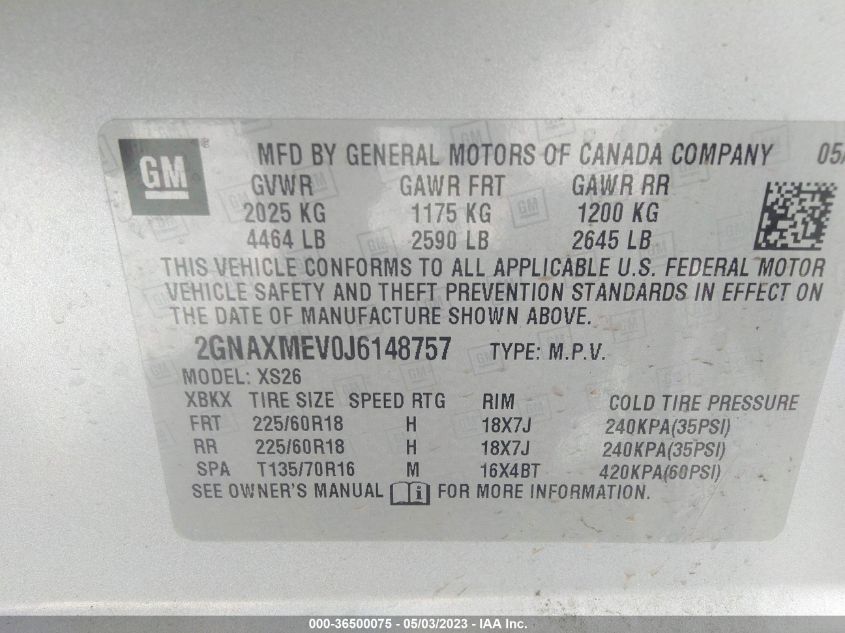 GM ® MFD BY GENERAL MOTORS OF CANADA COMPANY 05/
GVWR GAWR FRT GAWR RR
2025 KG 1175 KG 1200 KG
4464 LB 2590 LB 2645 LB
THIS VEHICLE CONFORMS TO ALL APPLICABLE U.S. FEDERAL MOTOR
VEHICLE SAFETY AND THEFT PREVENTION STANDARDS IN EFFECT ON
THE DATE OF MANUFACTURE SHOWN ABOVE.
2GNAXMEV0J6148757 TYPE: M.P.V.
MODEL: XS26
XBKX TIRE SIZE SPEED RTG RIM COLD TIRE PRESSURE
FRT 225/60R18 H 18X7J 240KPA(35PSI)
RR 225/60R18 H 18X7J 240KPA(35PSI)
SPA T135/70R16 M 16X4BT 420KPA(60PSI)
SEE OWNER'S MANUAL FOR MORE INFORMATION.
000-36500075 - 05/03/2023 - IAA Inc.